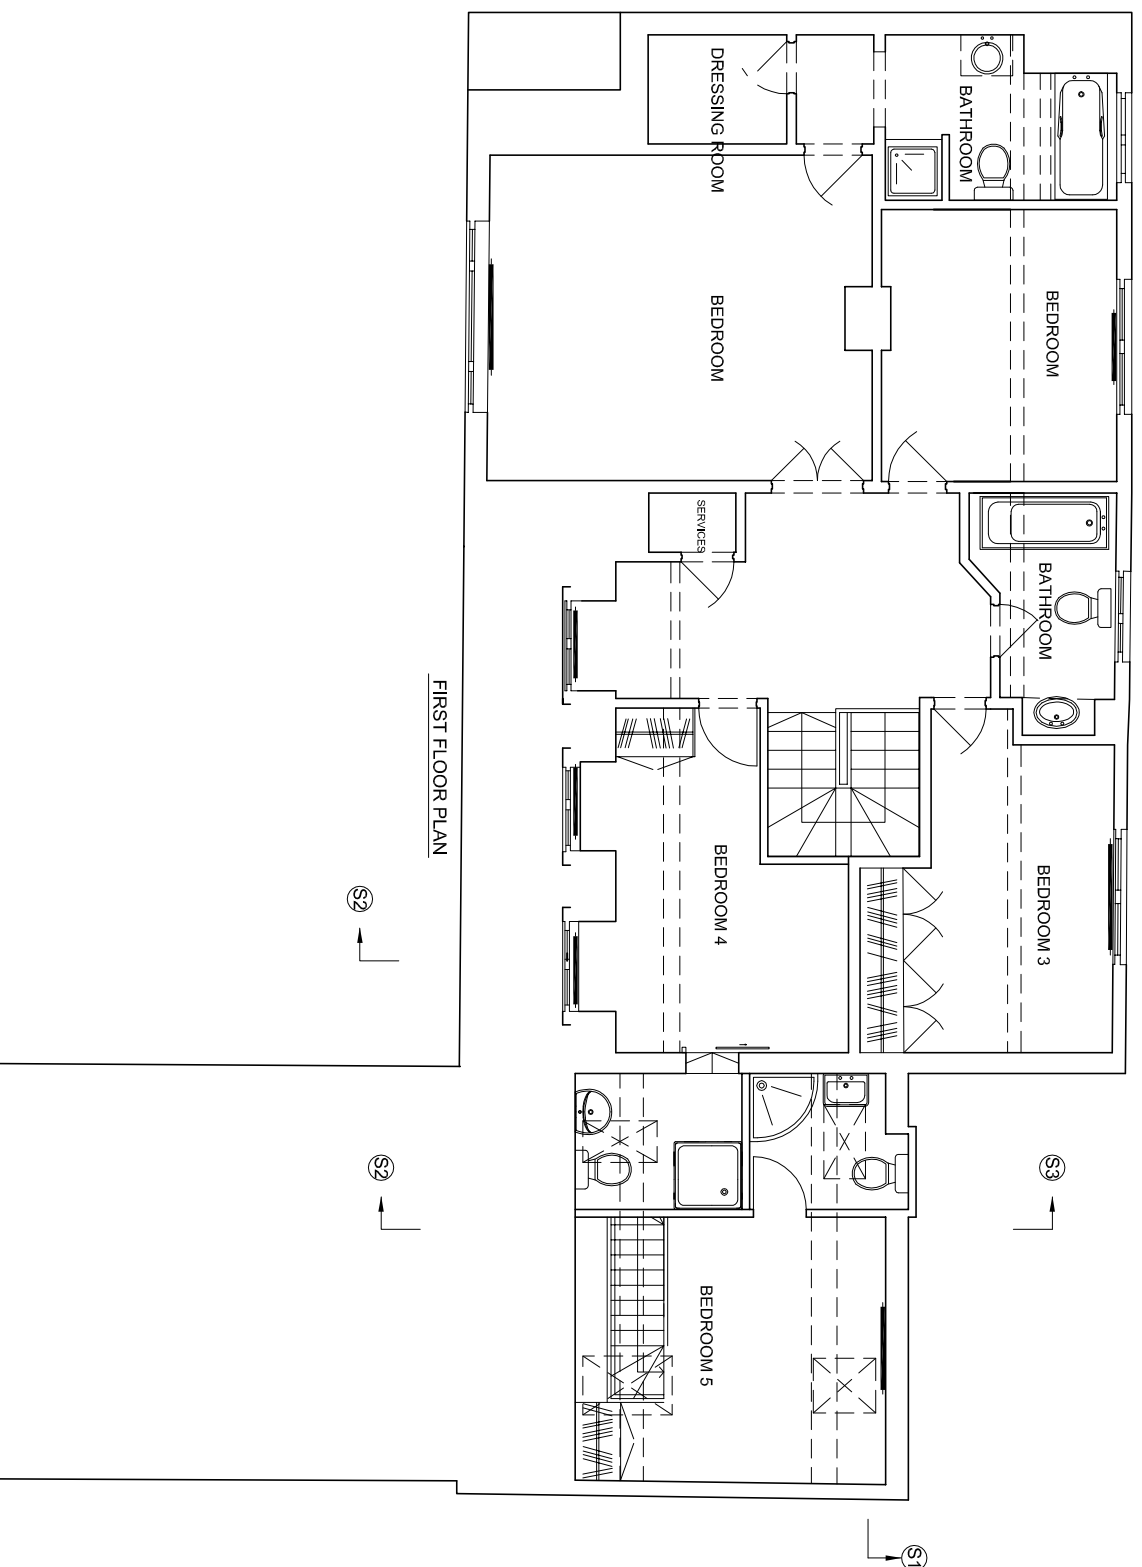 BATHROOM
DRESSING ROOM
BEDROOM
BEDROOM
SERVICES
BATHROOM
BEDROOM 3
BEDROOM 4
BEDROOM 5
FIRST FLOOR PLAN
S2
S2
S3
S1